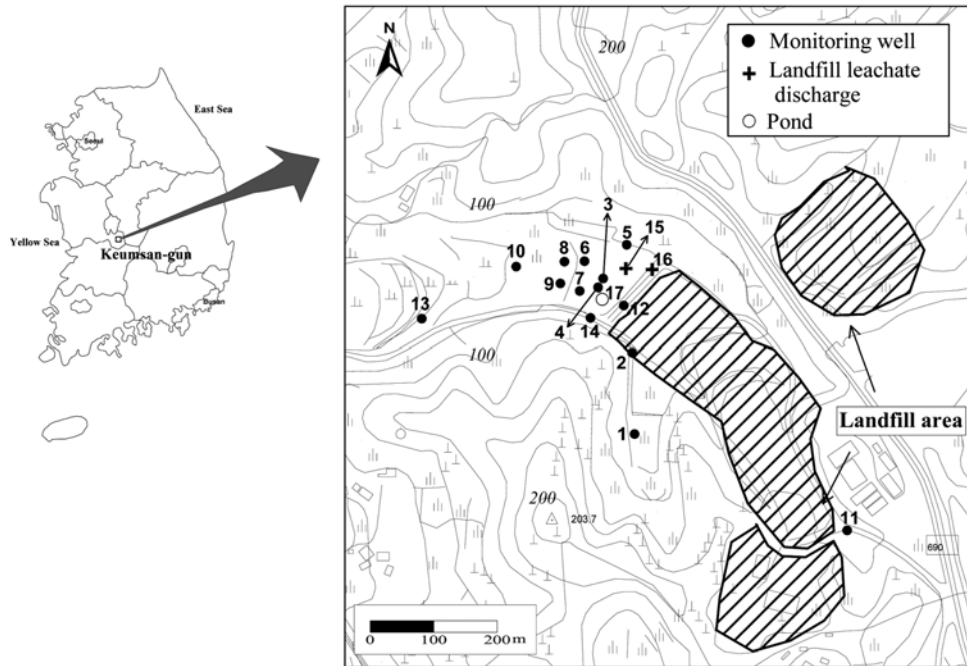 East Sea
Seoul
Yellow Sea
Keumsan-gun
Busan
N
200
Monitoring well
Landfill leachate
discharge
Pond
100
3
15
5
10
8
6
16
9
7
17
12
13
4
14
100
2
Landfill area
1
200
203.7
11
690
0 100 200m